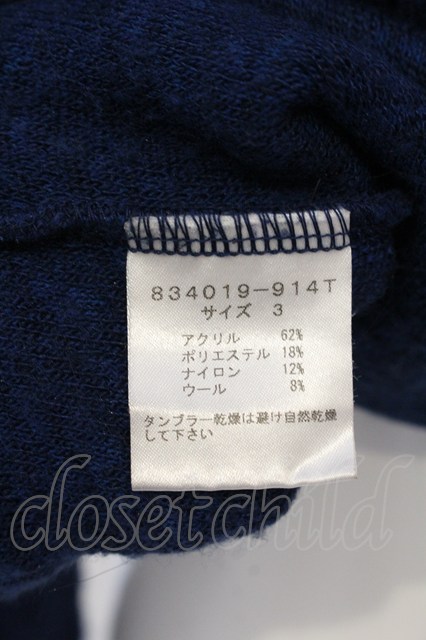 834019-914T
サイズ 3
アクリル 62%
ポリエステル 18%
ナイロン 12%
ウール 8%
タンブラー乾燥は避け自然乾燥
して下さい
closetchild